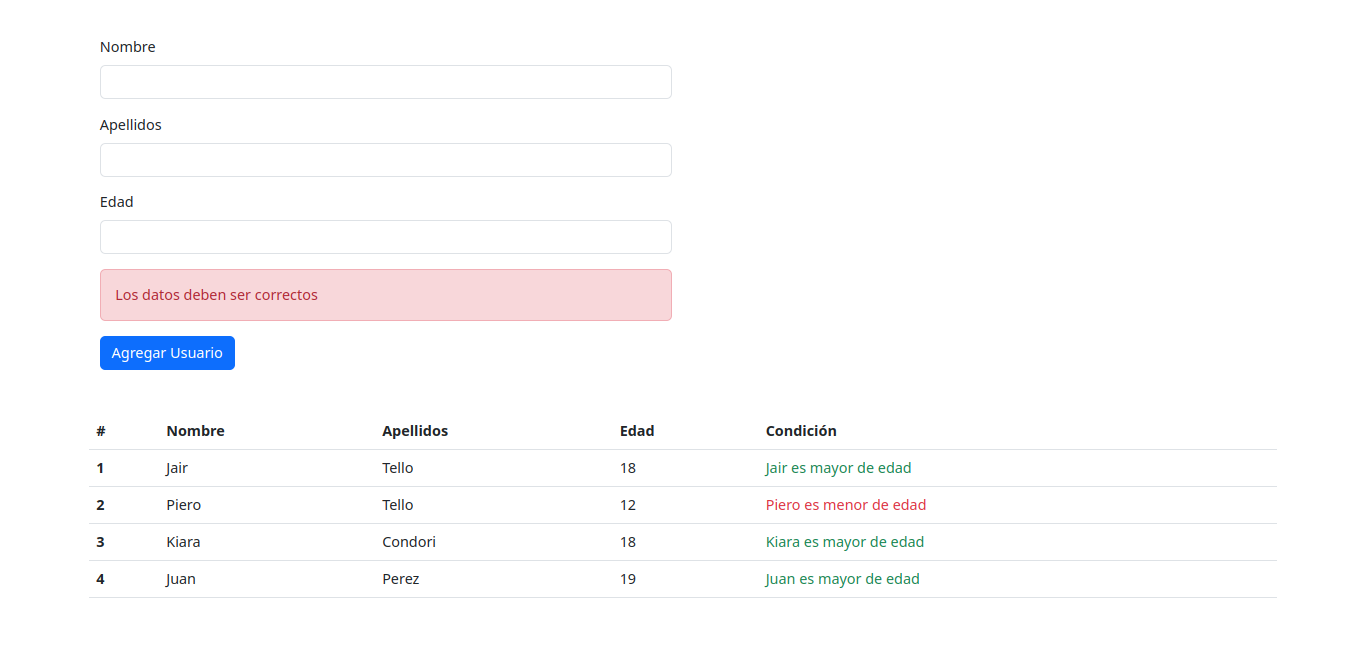 Nombre
Apellidos
Edad
Los datos deben ser correctos
Agregar Usuario
# Nombre Apellidos Edad Condición
1 Jair Tello 18 Jair es mayor de edad
2 Piero Tello 12 Piero es menor de edad
3 Kiara Condori 18 Kiara es mayor de edad
4 Juan Perez 19 Juan es mayor de edad